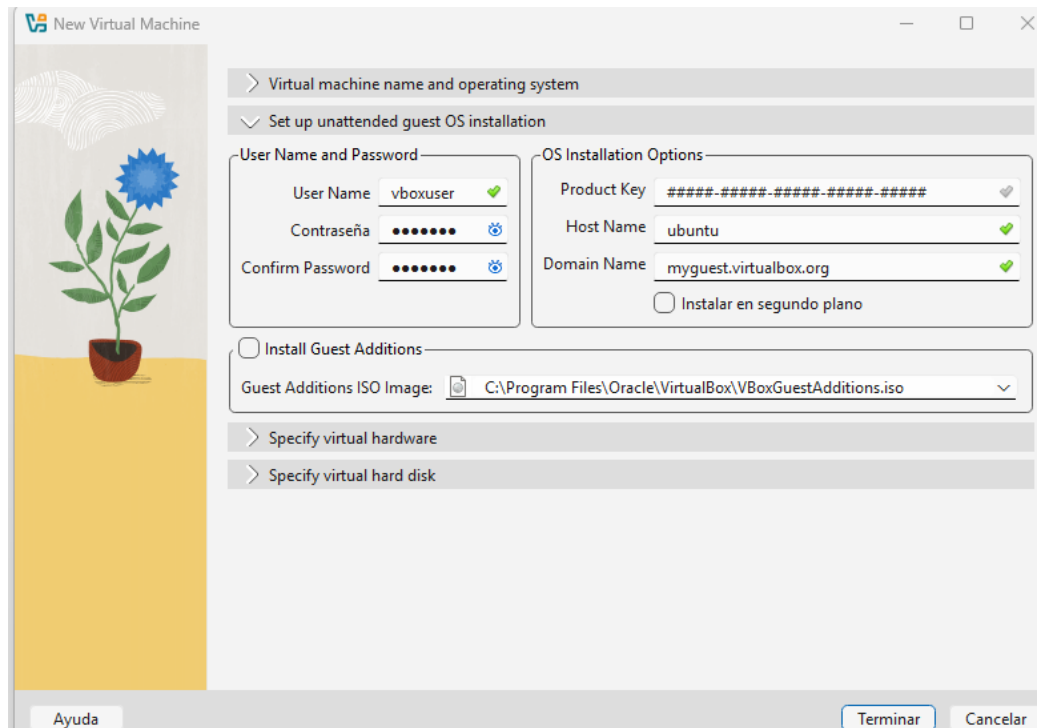 New Virtual Machine
Virtual machine name and operating system
Set up unattended guest OS installation
User Name and Password
User Name vboxuser
Contraseña ●●●●●●●
Confirm Password ●●●●●●●
OS Installation Options
Product Key #####-#####-#####-#####-#####
Host Name ubuntu
Domain Name myguest.virtualbox.org
Instalar en segundo plano
Install Guest Additions
Guest Additions ISO Image: C:\Program Files\Oracle\VirtualBox\VBoxGuestAdditions.iso
Specify virtual hardware
Specify virtual hard disk
Ayuda Terminar Cancelar